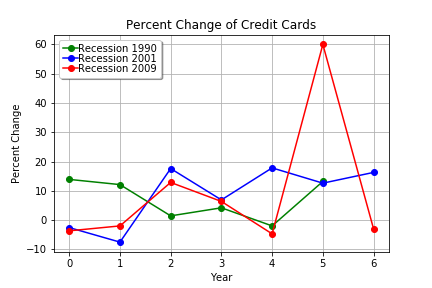 Percent Change of Credit Cards
Recession 1990
Recession 2001
Recession 2009
60
50
40
30
20
10
0
−10
Percent Change
0 1 2 3 4 5 6
Year